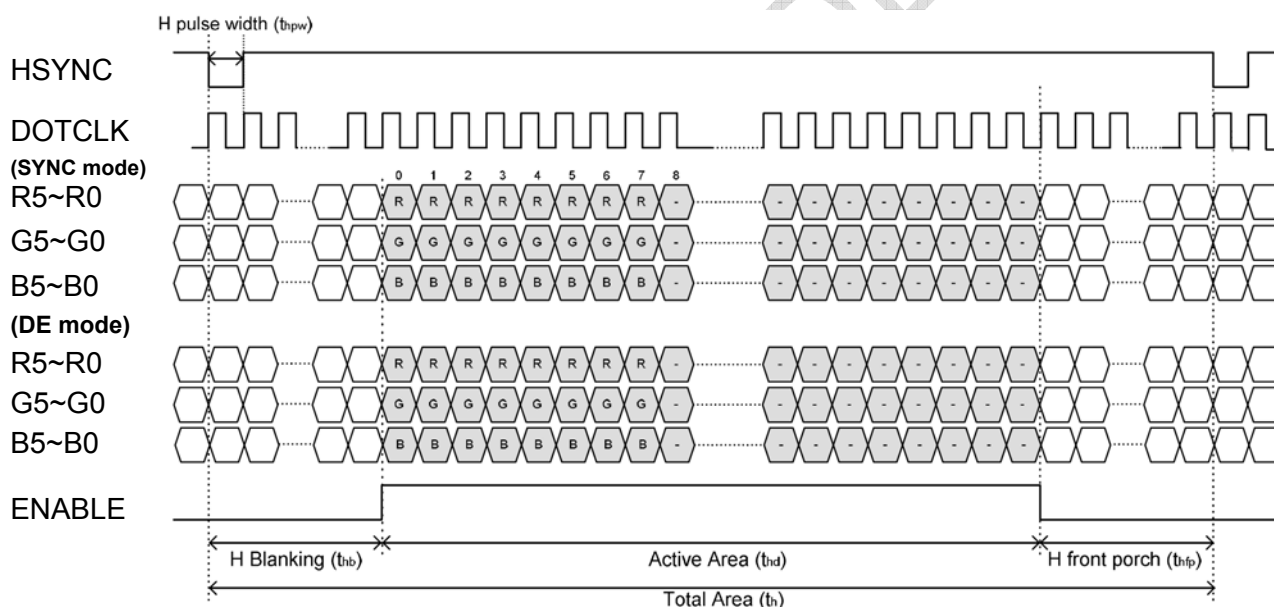 H pulse width (thpw)
HSYNC
DOTCLK
(SYNC mode)
0 1 2 3 4 5 6 7 8
R5~R0
R R R R R R R R - - - - - - - - -
G5~G0
G G G G G G G G - - - - - - - - -
B5~B0
B B B B B B B B - - - - - - - - -
(DE mode)
R5~R0
R R R R R R R R - - - - - - - - -
G5~G0
G G G G G G G G - - - - - - - - -
B5~B0
B B B B B B B B - - - - - - - - -
ENABLE
H Blanking (thb)
Active Area (thd)
H front porch (thfp)
Total Area (th)